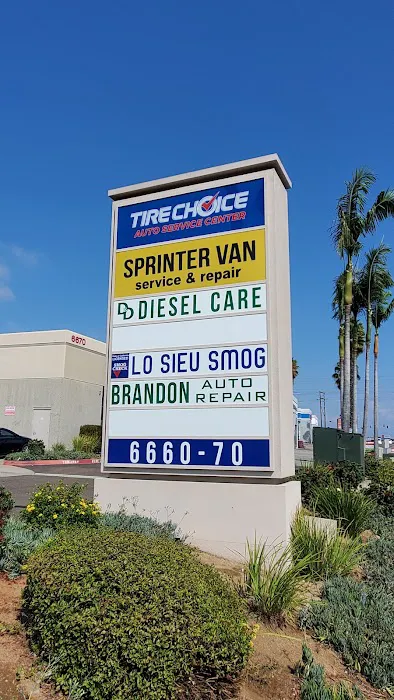 TIRE CHOICE
AUTO SERVICE CENTER
SPRINTER VAN
service & repair
DIESEL CARE
LO SIEU SMOG
BRANDON AUTO REPAIR
6660-70
6670